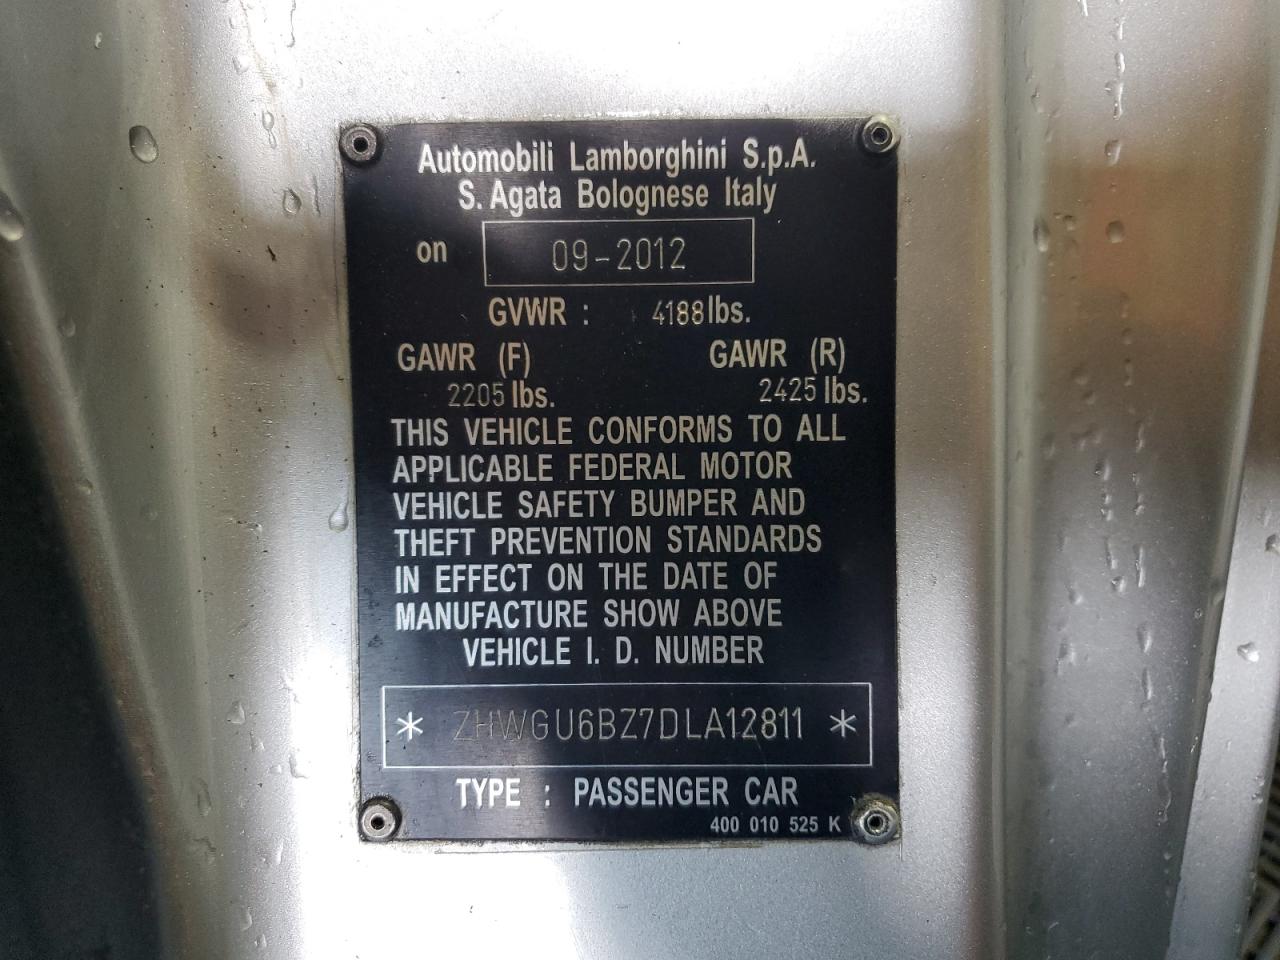 Automobili Lamborghini S.p.A.
S. Agata Bolognese Italy
on 09-2012
GVWR : 4188 lbs.
GAWR (F) GAWR (R)
2205 lbs. 2425 lbs.
THIS VEHICLE CONFORMS TO ALL
APPLICABLE FEDERAL MOTOR
VEHICLE SAFETY BUMPER AND
THEFT PREVENTION STANDARDS
IN EFFECT ON THE DATE OF
MANUFACTURE SHOW ABOVE
VEHICLE I. D. NUMBER
* ZHWGU6BZ7DLA12811 *
TYPE : PASSENGER CAR
400 010 525 K